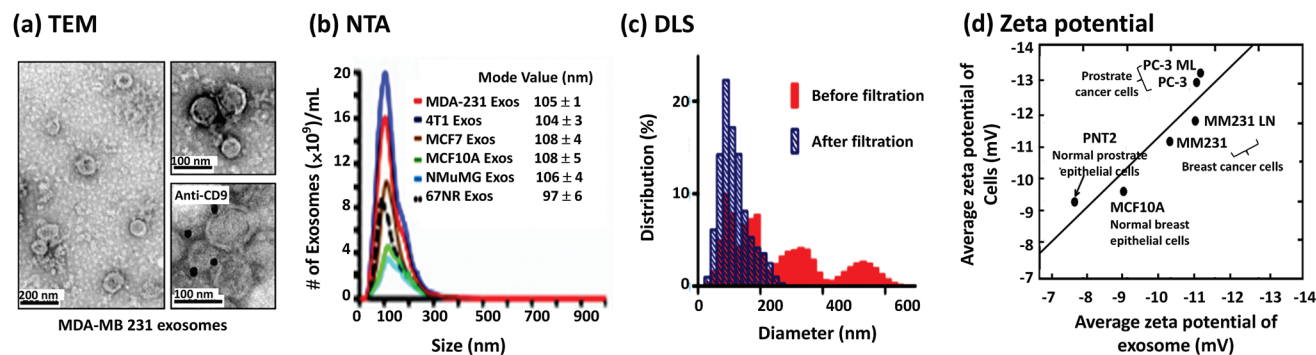 (a) TEM
100 nm
Anti-CD9
200 nm
100 nm
MDA-MB 231 exosomes
(b) NTA
# of Exosomes (×10⁹)/mL
20
16
12
8
4
0
Mode Value (nm)
MDA-231 Exos 105 ± 1
4T1 Exos 104 ± 3
MCF7 Exos 108 ± 4
MCF10A Exos 108 ± 5
NMuMG Exos 106 ± 4
67NR Exos 97 ± 6
0 100 300 500 700 900
Size (nm)
(c) DLS
Distribution (%)
20
10
0
Before filtration
After filtration
0 200 400 600
Diameter (nm)
(d) Zeta potential
Average zeta potential of
Cells (mV)
-14
-13
-12
-11
-10
-9
-8
-7
PC-3 ML
PC-3
Prostrate
cancer cells
MM231 LN
MM231
Breast cancer cells
PNT2
Normal prostrate
epithelial cells
MCF10A
Normal breast
epithelial cells
-7 -8 -9 -10 -11 -13 -14
Average zeta potential of
exosome (mV)